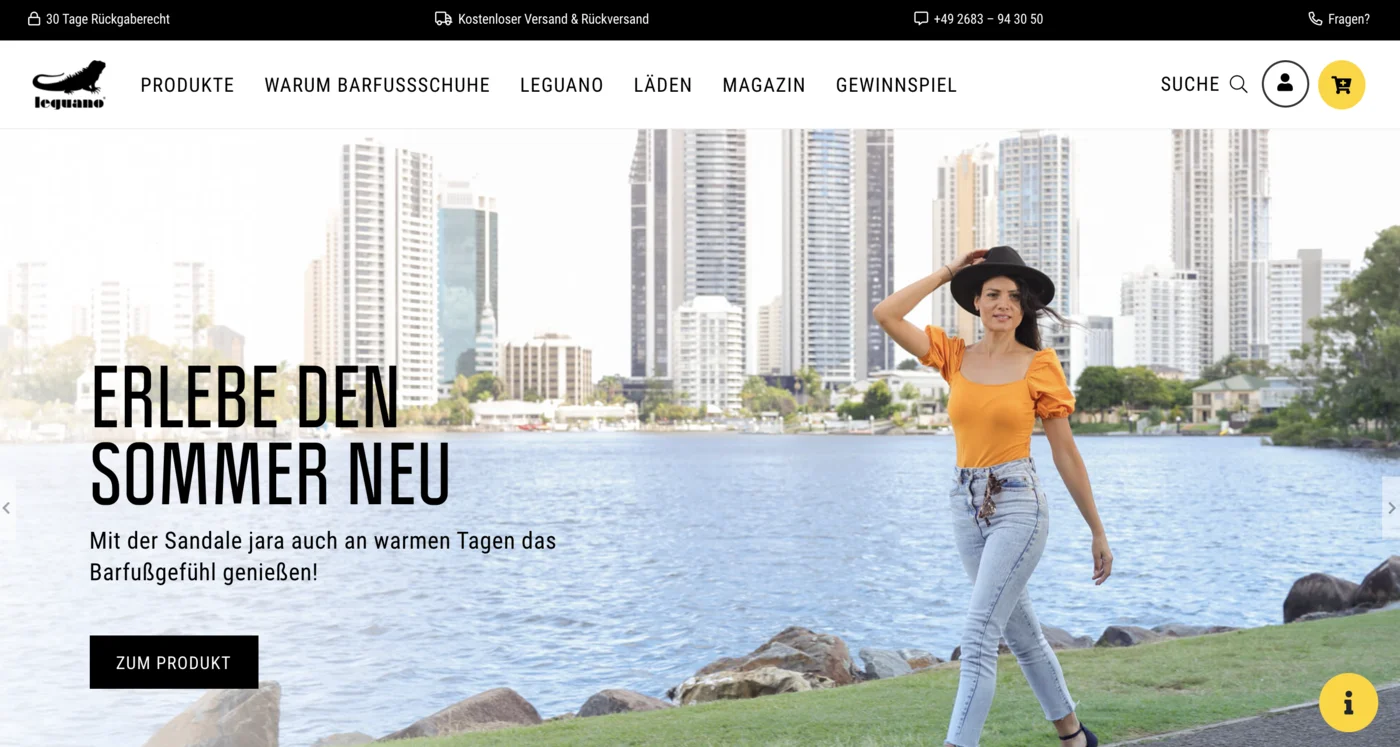 30 Tage Rückgaberecht
Kostenloser Versand & Rückversand
+49 2683 – 94 30 50
Fragen?
leguano®
PRODUKTE
WARUM BARFUSSSCHUHE
LEGUANO
LÄDEN
MAGAZIN
GEWINNSPIEL
SUCHE
ERLEBE DEN
SOMMER NEU
Mit der Sandale jara auch an warmen Tagen das
Barfußgefühl genießen!
ZUM PRODUKT